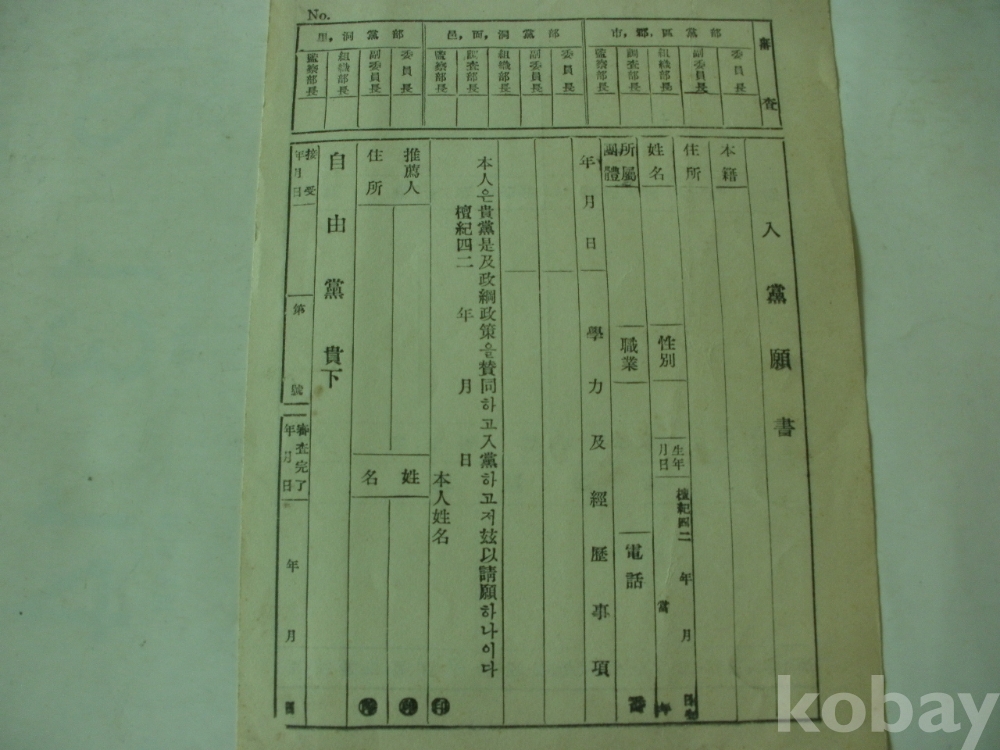 No.
審査
市,郡,區黨部
委員長
副委員長
組織部長
調査部長
監察部長
邑,面,洞黨部
委員長
副委員長
組織部長
調査部長
監察部長
里,洞黨部
委員長
副委員長
組織部長
監察部長
入黨願書
本籍
住所
姓名
性別
生年月日
檀紀四二 年 月 日生
當 年
所屬團體
職業
電話
番
年月日
學力及經歷事項
本人은貴黨是及政綱政策을賛同하고入黨하고저玆以請願하나이다
檀紀四二 年 月 日
本人姓名
印
推薦人
住所
姓名
印
印
自由黨貴下
接受年月日
第 號
審査完了年月日
年 月 日
kobay